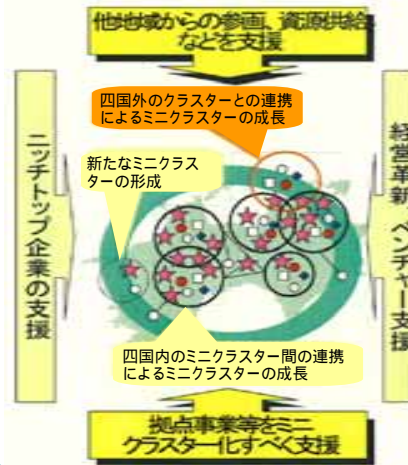 他地域からの参画、資源供給
などを支援
四国外のクラスターとの連携
によるミニクラスターの成長
新たなミニクラス
ターの形成
ニッチトップ企業の支援
経営革新、ベンチャー支援
四国内のミニクラスター間の連携
によるミニクラスターの成長
拠点事業等をミニ
クラスター化すべく支援